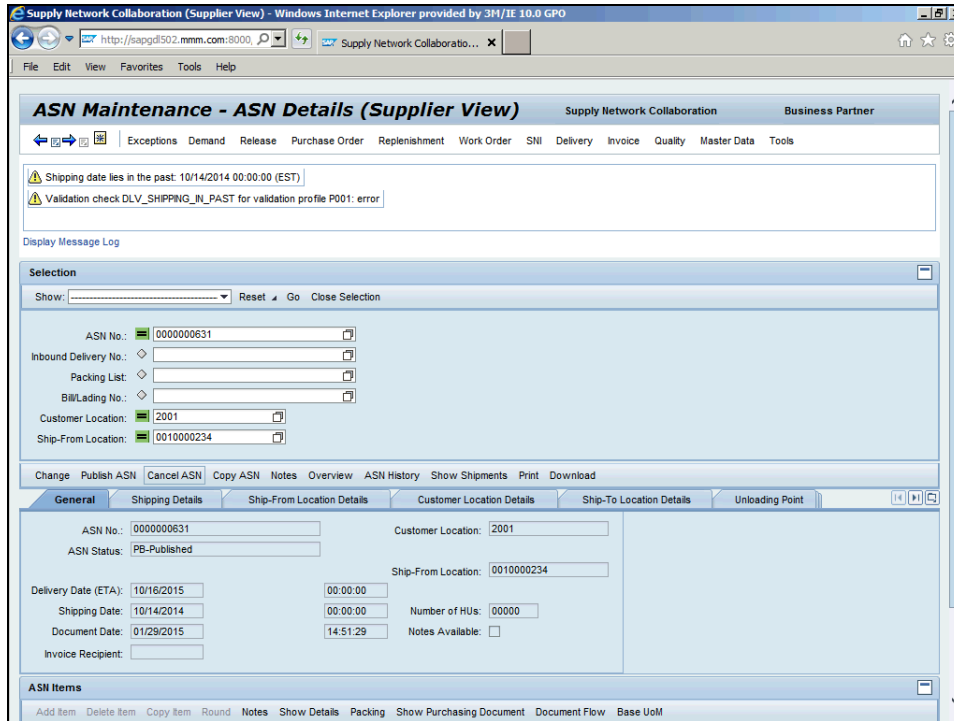 Supply Network Collaboration (Supplier View) - Windows Internet Explorer provided by 3M/IE 10.0 GPO
http://sapgdl502.mmm.com:8000, Supply Network Collaboratio...
File Edit View Favorites Tools Help
ASN Maintenance - ASN Details (Supplier View) Supply Network Collaboration Business Partner
Exceptions Demand Release Purchase Order Replenishment Work Order SNI Delivery Invoice Quality Master Data Tools
Shipping date lies in the past: 10/14/2014 00:00:00 (EST)
Validation check DLV_SHIPPING_IN_PAST for validation profile P001: error
Display Message Log
Selection
Show: Reset Go Close Selection
ASN No.: 0000000631
Inbound Delivery No.:
Packing List:
Bill/Lading No.:
Customer Location: 2001
Ship-From Location: 0010000234
Change Publish ASN Cancel ASN Copy ASN Notes Overview ASN History Show Shipments Print Download
General Shipping Details Ship-From Location Details Customer Location Details Ship-To Location Details Unloading Point
ASN No.: 0000000631 Customer Location: 2001
ASN Status: PB-Published
Ship-From Location: 0010000234
Delivery Date (ETA): 10/16/2015 00:00:00
Shipping Date: 10/14/2014 00:00:00 Number of HUs: 00000
Document Date: 01/29/2015 14:51:29 Notes Available:
Invoice Recipient:
ASN Items
Add Item Delete Item Copy Item Round Notes Show Details Packing Show Purchasing Document Document Flow Base UoM